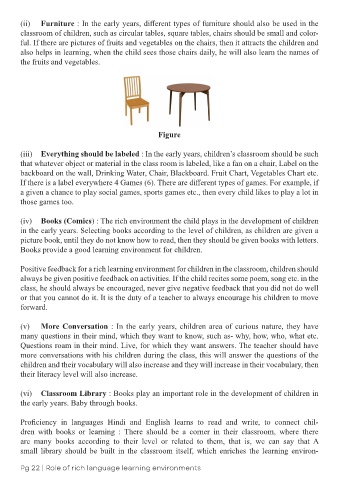 (ii) Furniture : In the early years, different types of furniture should also be used in the
classroom of children, such as circular tables, square tables, chairs should be small and color-
ful. If there are pictures of fruits and vegetables on the chairs, then it attracts the children and
also helps in learning, when the child sees those chairs daily, he will also learn the names of
the fruits and vegetables.
Figure
(iii) Everything should be labeled : In the early years, children's classroom should be such
that whatever object or material in the class room is labeled, like a fan on a chair, Label on the
backboard on the wall, Drinking Water, Chair, Blackboard. Fruit Chart, Vegetables Chart etc.
If there is a label everywhere 4 Games (6). There are different types of games. For example, if
a given a chance to play social games, sports games etc., then every child likes to play a lot in
those games too.
(iv) Books (Comics) : The rich environment the child plays in the development of children
in the early years. Selecting books according to the level of children, as children are given a
picture book, until they do not know how to read, then they should be given books with letters.
Books provide a good learning environment for children.
Positive feedback for a rich learning environment for children in the classroom, children should
always be given positive feedback on activities. If the child recites some poem, song etc. in the
class, he should always be encouraged, never give negative feedback that you did not do well
or that you cannot do it. It is the duty of a teacher to always encourage his children to move
forward.
(v) More Conversation : In the early years, children area of curious nature, they have
many questions in their mind, which they want to know, such as- why, how, who, what etc.
Questions roam in their mind. Live, for which they want answers. The teacher should have
more conversations with his children during the class, this will answer the questions of the
children and their vocabulary will also increase and they will increase in their vocabulary, then
their literacy level will also increase.
(vi) Classroom Library : Books play an important role in the development of children in
the early years. Baby through books.
Proficiency in languages Hindi and English learns to read and write, to connect chil-
dren with books or learning : There should be a corner in their classroom, where there
are many books according to their level or related to them, that is, we can say that A
small library should be built in the classroom itself, which enriches the learning environ-
Pg 22 | Role of rich language learning environments